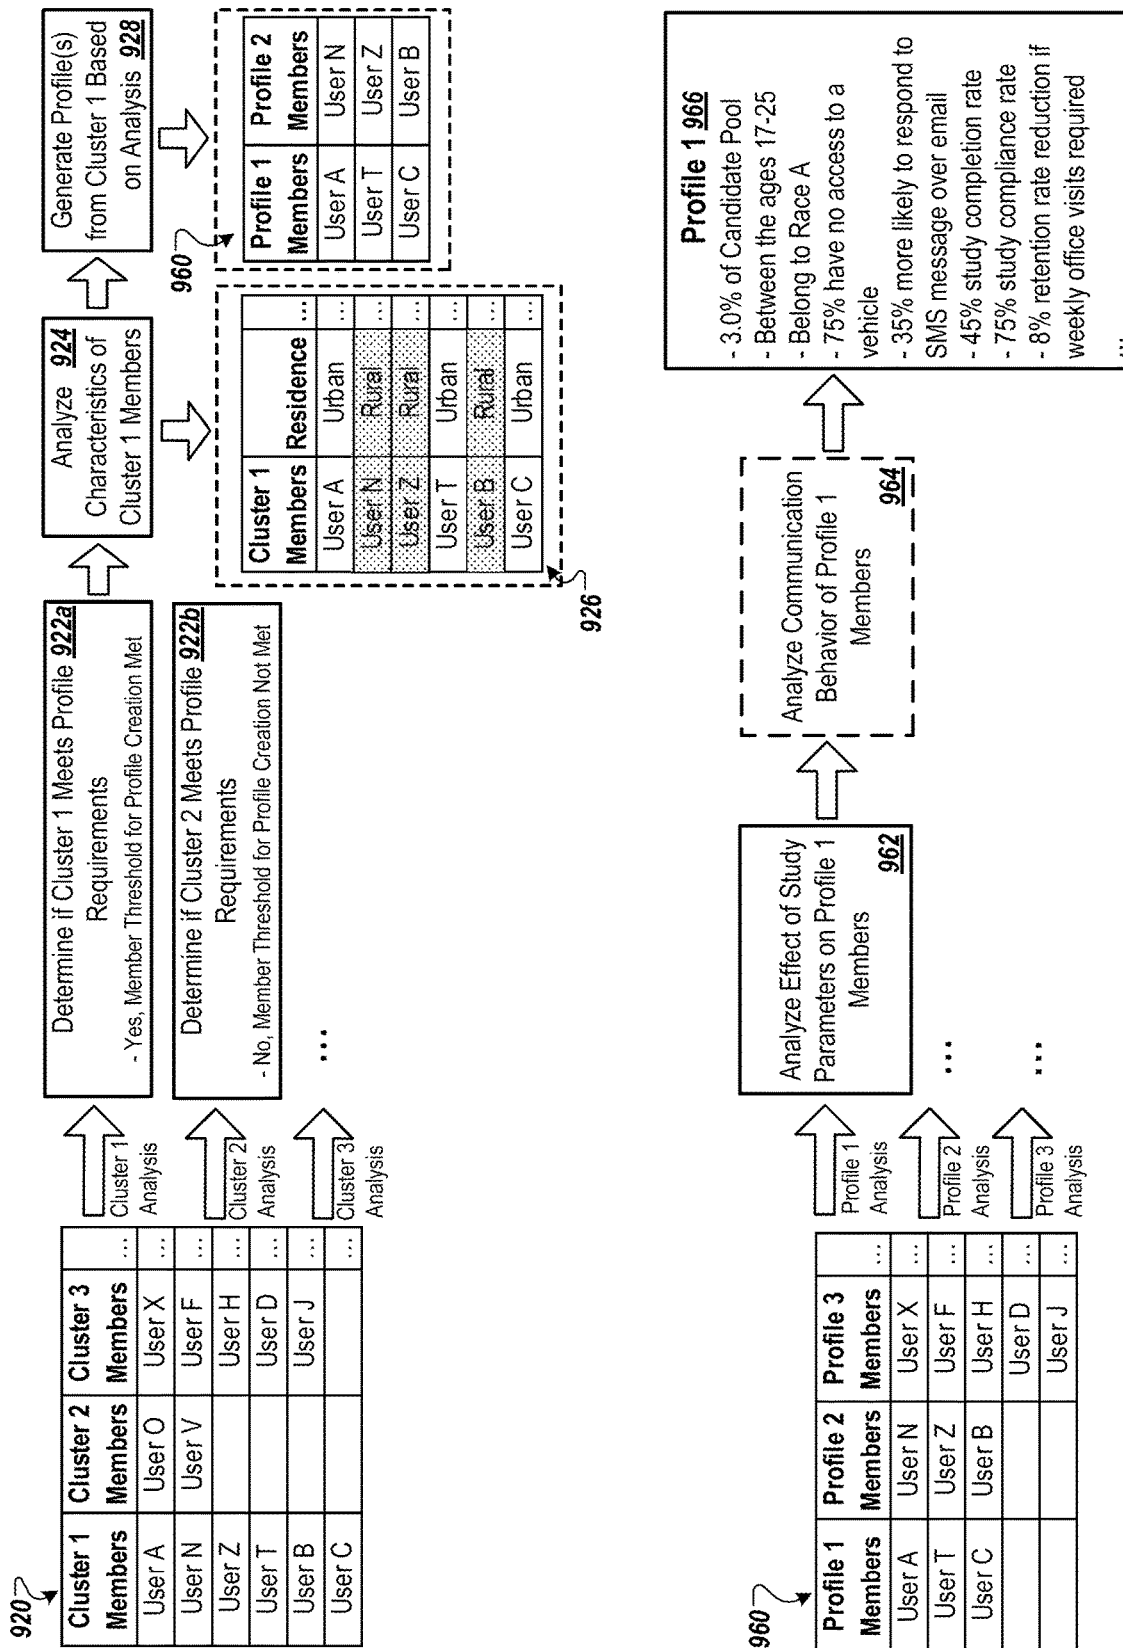 920
Cluster 1 Cluster 2 Cluster 3
Members Members Members ...
User A User O User X ...
User N User V User F ...
User Z User H ...
User T User D ...
User B User J ...
User C ...
Cluster 1
Analysis
Cluster 2
Analysis
Cluster 3
Analysis
Determine if Cluster 1 Meets Profile 922a
Requirements
- Yes, Member Threshold for Profile Creation Met
Determine if Cluster 2 Meets Profile 922b
Requirements
- No, Member Threshold for Profile Creation Not Met
...
Analyze 924
Characteristics of
Cluster 1 Members
Cluster 1
Members Residence ...
User A Urban ...
User N Rural ...
User Z Rural ...
User T Urban ...
User B Rural ...
User C Urban ...
926
Generate Profile(s)
from Cluster 1 Based
on Analysis 928
960
Profile 1 Profile 2
Members Members
User A User N
User T User Z
User C User B
960
Profile 1 Profile 2 Profile 3
Members Members Members ...
User A User N User X ...
User T User Z User F ...
User C User B User H ...
User D ...
User J ...
Profile 1
Analysis
Profile 2
Analysis
Profile 3
Analysis
Analyze Effect of Study
Parameters on Profile 1
Members
962
...
...
Analyze Communication
Behavior of Profile 1
Members
964
Profile 1 966
- 3.0% of Candidate Pool
- Between the ages 17-25
- Belong to Race A
- 75% have no access to a
vehicle
- 35% more likely to respond to
SMS message over email
- 45% study completion rate
- 75% study compliance rate
- 8% retention rate reduction if
weekly office visits required
...